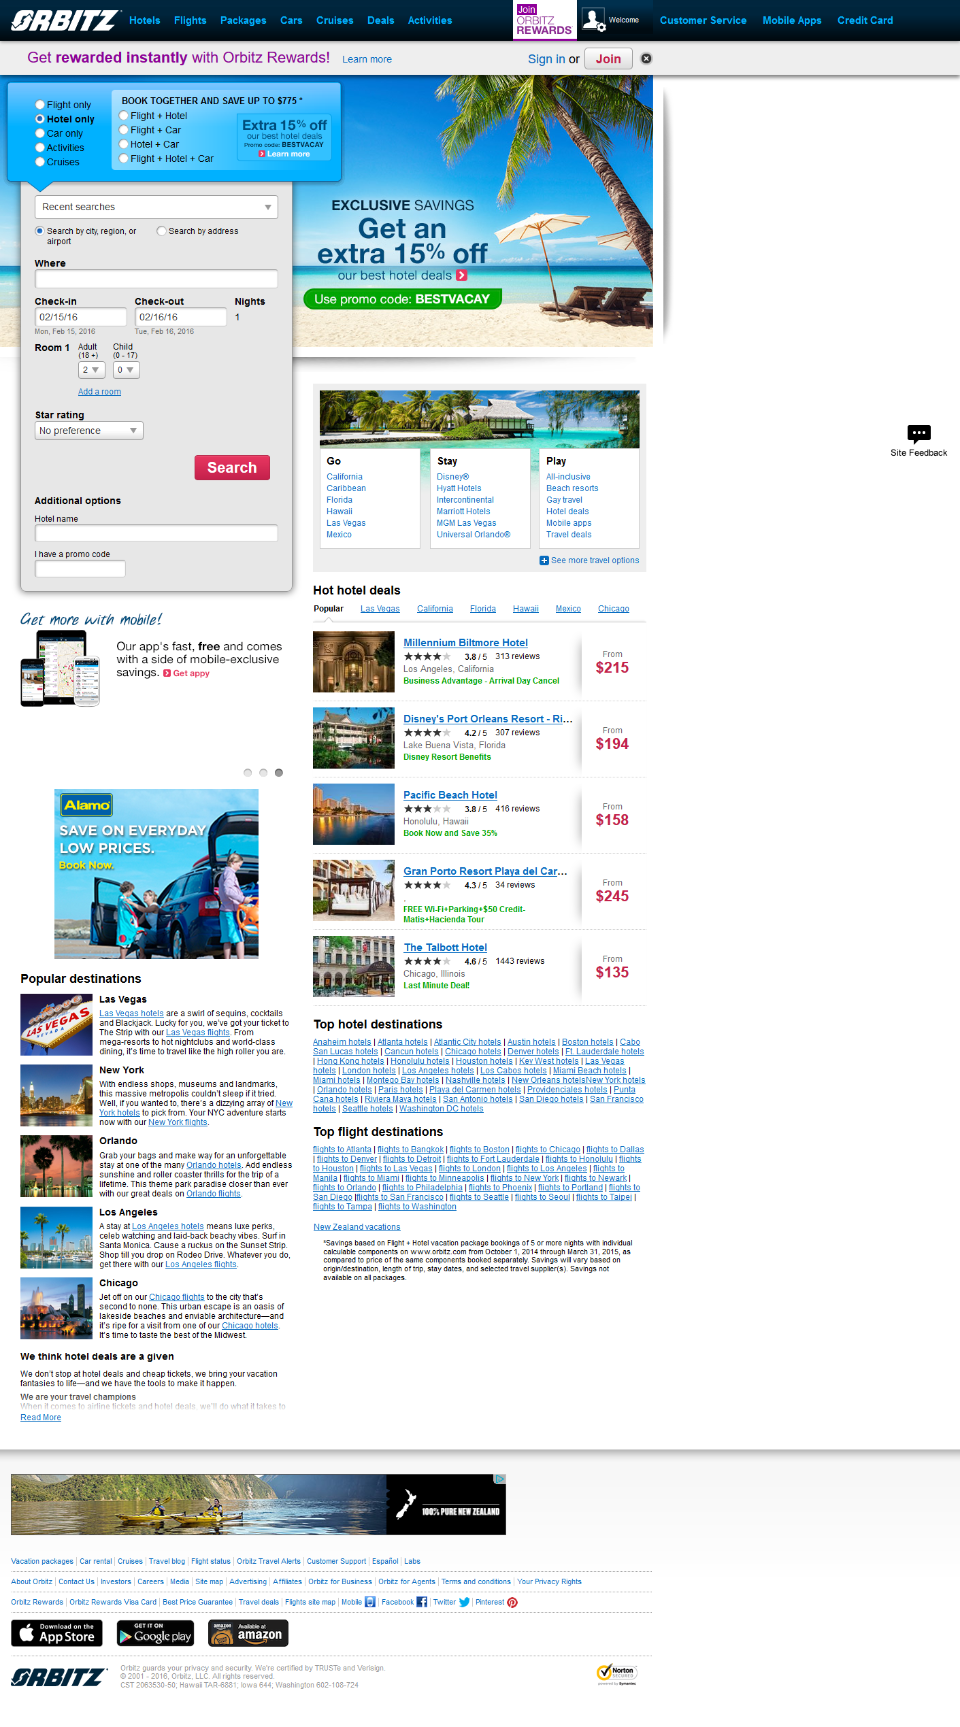 ORBITZ Hotels Flights Packages Cars Cruises Deals Activities Join ORBITZ REWARDS Welcome Customer Service Mobile Apps Credit Card
Get rewarded instantly with Orbitz Rewards! Learn more Sign in or Join
Flight only
Hotel only
Car only
Activities
Cruises
BOOK TOGETHER AND SAVE UP TO $775 *
Flight + Hotel
Flight + Car
Hotel + Car
Flight + Hotel + Car
Extra 15% off
our best hotel deals
Promo code: BESTVACAY
Learn more
Recent searches
Search by city, region, or airport
Search by address
Where
Check-in Check-out Nights
02/15/16 02/16/16 1
Mon, Feb 15, 2016 Tue, Feb 16, 2016
Room 1 Adult (18 +) Child (0 - 17)
2 0
Add a room
Star rating
No preference
Search
Additional options
Hotel name
I have a promo code
EXCLUSIVE SAVINGS
Get an
extra 15% off
our best hotel deals
Use promo code: BESTVACAY
Site Feedback
Go
California
Caribbean
Florida
Hawaii
Las Vegas
Mexico
Stay
Disney®
Hyatt Hotels
Intercontinental
Marriott Hotels
MGM Las Vegas
Universal Orlando®
Play
All-inclusive
Beach resorts
Gay travel
Hotel deals
Mobile apps
Travel deals
See more travel options
Get more with mobile!
Our app's fast, free and comes
with a side of mobile-exclusive
savings. Get appy
Alamo
SAVE ON EVERYDAY
LOW PRICES.
Book Now.
Hot hotel deals
Popular Las Vegas California Florida Hawaii Mexico Chicago
Millennium Biltmore Hotel
3.8 / 5 313 reviews
Los Angeles, California
Business Advantage - Arrival Day Cancel
From
$215
Disney's Port Orleans Resort - Ri...
4.2 / 5 307 reviews
Lake Buena Vista, Florida
Disney Resort Benefits
From
$194
Pacific Beach Hotel
3.8 / 5 416 reviews
Honolulu, Hawaii
Book Now and Save 35%
From
$158
Gran Porto Resort Playa del Car...
4.3 / 5 34 reviews
,
FREE Wi-Fi+Parking+$50 Credit-
Matis+Hacienda Tour
From
$245
The Talbott Hotel
4.6 / 5 1443 reviews
Chicago, Illinois
Last Minute Deal!
From
$135
Popular destinations
Las Vegas
LAS VEGAS
Las Vegas hotels are a swirl of sequins, cocktails
and Blackjack. Lucky for you, we've got your ticket to
The Strip with our Las Vegas flights. From
mega-resorts to hot nightclubs and world-class
dining, it's time to travel like the high roller you are.
New York
With endless shops, museums and landmarks,
this massive metropolis couldn't sleep if it tried.
Well, if you wanted to, there's a dizzying array of New
York hotels to pick from. Your NYC adventure starts
now with our New York flights.
Orlando
Grab your bags and make way for an unforgettable
stay at one of the many Orlando hotels. Add endless
sunshine and roller coaster thrills for the trip of a
lifetime. This theme park paradise closer than ever
with our great deals on Orlando flights.
Los Angeles
A stay at Los Angeles hotels means luxe perks,
celeb watching and laid-back beachy vibes. Surf in
Santa Monica. Cause a ruckus on the Sunset Strip.
Shop till you drop on Rodeo Drive. Whatever you do,
get there with our Los Angeles flights.
Chicago
Jet off on our Chicago flights to the city that's
second to none. This urban escape is an oasis of
lakeside beaches and enviable architecture—and
it's ripe for a visit from one of our Chicago hotels.
It's time to taste the best of the Midwest.
We think hotel deals are a given
We don't stop at hotel deals and cheap tickets, we bring your vacation
fantasies to life—and we have the tools to make it happen.
We are your travel champions
When it comes to airline tickets and hotel deals, we'll do what it takes to
Read More
Top hotel destinations
Anaheim hotels | Atlanta hotels | Atlantic City hotels | Austin hotels | Boston hotels | Cabo
San Lucas hotels | Cancun hotels | Chicago hotels | Denver hotels | Ft. Lauderdale hotels
| Hong Kong hotels | Honolulu hotels | Houston hotels | Key West hotels | Las Vegas
hotels | London hotels | Los Angeles hotels | Los Cabos hotels | Miami Beach hotels |
Miami hotels | Montego Bay hotels | Nashville hotels | New Orleans hotelsNew York hotels
| Orlando hotels | Paris hotels | Playa del Carmen hotels | Providenciales hotels | Punta
Cana hotels | Riviera Maya hotels | San Antonio hotels | San Diego hotels | San Francisco
hotels | Seattle hotels | Washington DC hotels
Top flight destinations
flights to Atlanta | flights to Bangkok | flights to Boston | flights to Chicago | flights to Dallas
| flights to Denver | flights to Detroit | flights to Fort Lauderdale | flights to Honolulu | flights
to Houston | flights to Las Vegas | flights to London | flights to Los Angeles | flights to
Manila | flights to Miami | flights to Minneapolis | flights to New York | flights to Newark |
flights to Orlando | flights to Philadelphia | flights to Phoenix | flights to Portland | flights to
San Diego |flights to San Francisco | flights to Seattle | flights to Seoul | flights to Taipei |
flights to Tampa | flights to Washington
New Zealand vacations
*Savings based on Flight + Hotel vacation package bookings of 5 or more nights with individual
calculable components on www.orbitz.com from October 1, 2014 through March 31, 2015, as
compared to price of the same components booked separately. Savings will vary based on
origin/destination, length of trip, stay dates, and selected travel supplier(s). Savings not
available on all packages.
100% PURE NEW ZEALAND
Vacation packages | Car rental | Cruises | Travel blog | Flight status | Orbitz Travel Alerts | Customer Support | Español | Labs
About Orbitz | Contact Us | Investors | Careers | Media | Site map | Advertising | Affiliates | Orbitz for Business | Orbitz for Agents | Terms and conditions | Your Privacy Rights
Orbitz Rewards | Orbitz Rewards Visa Card | Best Price Guarantee | Travel deals | Flights site map | Mobile | Facebook | Twitter | Pinterest
Download on the App Store
GET IT ON Google play
amazon Available at amazon
ORBITZ
Orbitz guards your privacy and security. We're certified by TRUSTe and Verisign.
© 2001 - 2016, Orbitz, LLC. All rights reserved.
CST 2063530-50; Hawaii TAR-6881; Iowa 644; Washington 602-108-724
Norton
SECURED
powered by Symantec